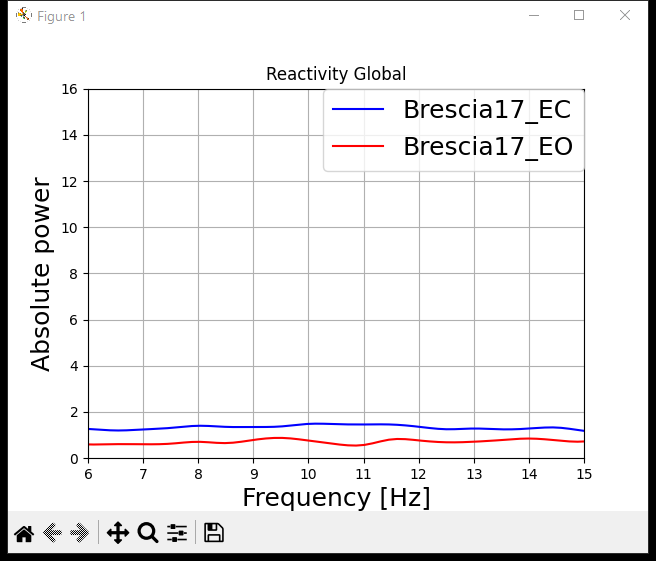 Figure 1
Reactivity Global
Brescia17_EC
Brescia17_EO
Absolute power
16
14
12
10
8
6
4
2
0
6 7 8 9 10 11 12 13 14 15
Frequency [Hz]